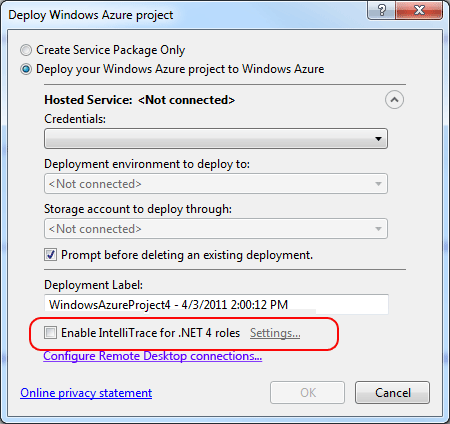 Deploy Windows Azure project
Create Service Package Only
Deploy your Windows Azure project to Windows Azure
Hosted Service: <Not connected>
Credentials:
Deployment environment to deploy to:
<Not connected>
Storage account to deploy through:
<Not connected>
Prompt before deleting an existing deployment.
Deployment Label:
WindowsAzureProject4 - 4/3/2011 2:00:12 PM
Enable IntelliTrace for .NET 4 roles Settings...
Configure Remote Desktop connections...
Online privacy statement OK Cancel